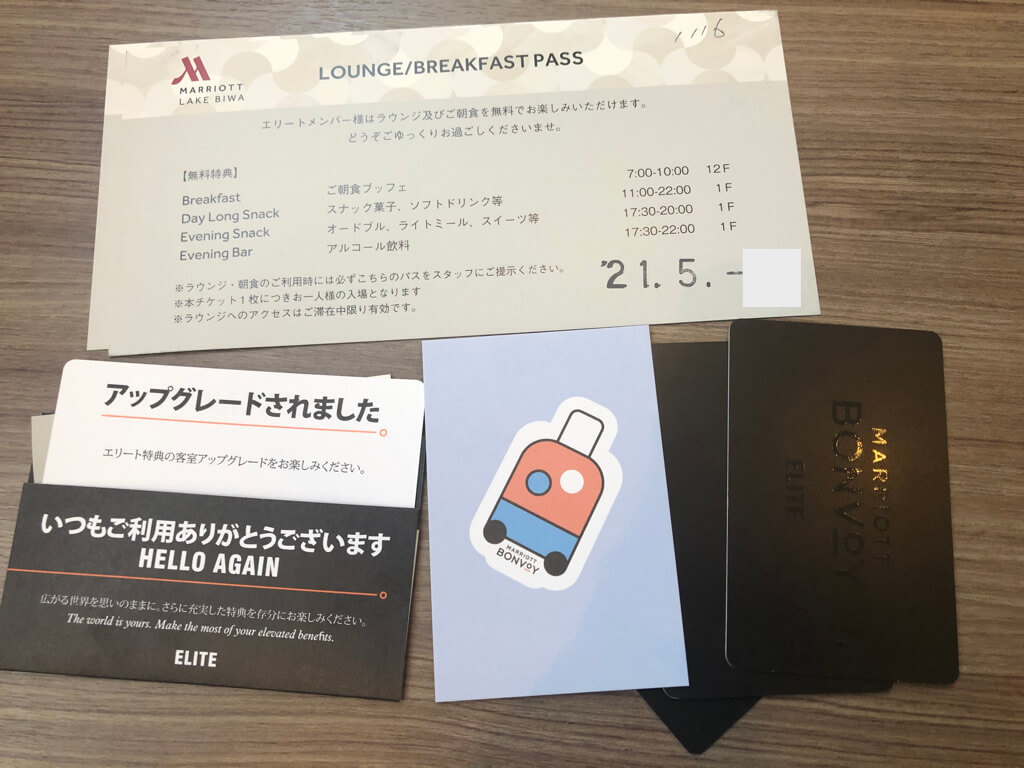 1116
MARRIOTT
LAKE BIWA
LOUNGE/BREAKFAST PASS
エリートメンバー様はラウンジ及びご朝食を無料でお楽しみいただけます。
どうぞごゆっくりお過ごしくださいませ。
【無料特典】
Breakfast ご朝食ブッフェ 7:00-10:00 12F
Day Long Snack スナック菓子、ソフトドリンク等 11:00-22:00 1F
Evening Snack オードブル、ライトミール、スイーツ等 17:30-20:00 1F
Evening Bar アルコール飲料 17:30-22:00 1F
※ラウンジ・朝食のご利用時には必ずこちらのパスをスタッフにご提示ください。
※本チケット1枚につきお一人様の入場となります
※ラウンジへのアクセスはご滞在中限り有効です。
'21.5.-
アップグレードされました
エリート特典の客室アップグレードをお楽しみください。
いつもご利用ありがとうございます
HELLO AGAIN
広がる世界を思いのままに。さらに充実した特典を存分にお楽しみください。
The world is yours. Make the most of your elevated benefits.
ELITE
MARRIOTT
BONVOY
MARRIOTT
BONVOY
ELITE